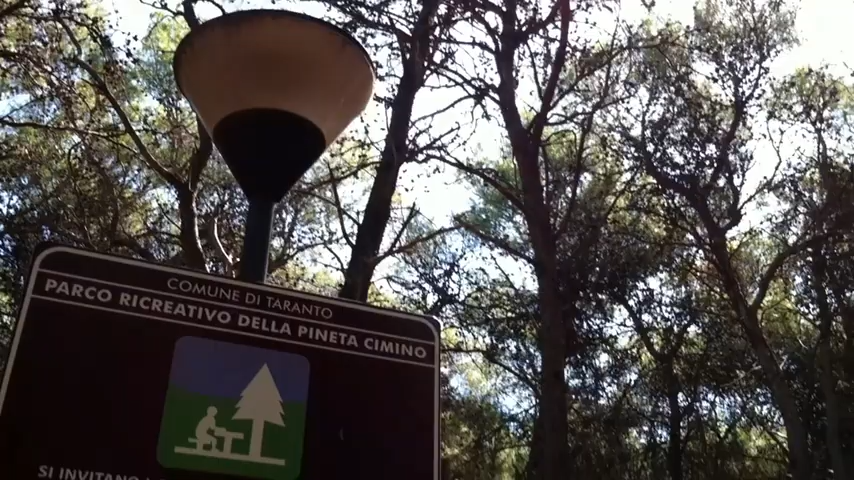 COMUNE DI TARANTO
PARCO RICREATIVO DELLA PINETA CIMINO
SI INVITANO